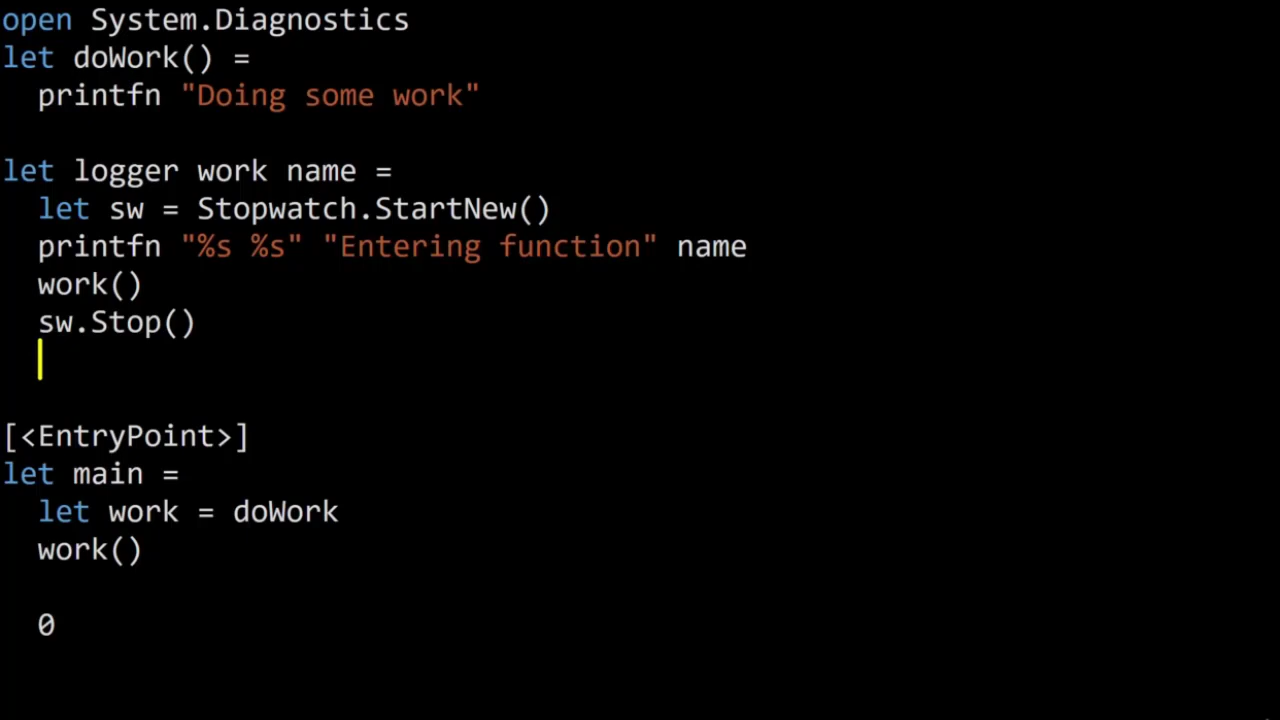 open System.Diagnostics
let doWork() =
  printfn "Doing some work"

let logger work name =
  let sw = Stopwatch.StartNew()
  printfn "%s %s" "Entering function" name
  work()
  sw.Stop()

[<EntryPoint>]
let main =
  let work = doWork
  work()

  0